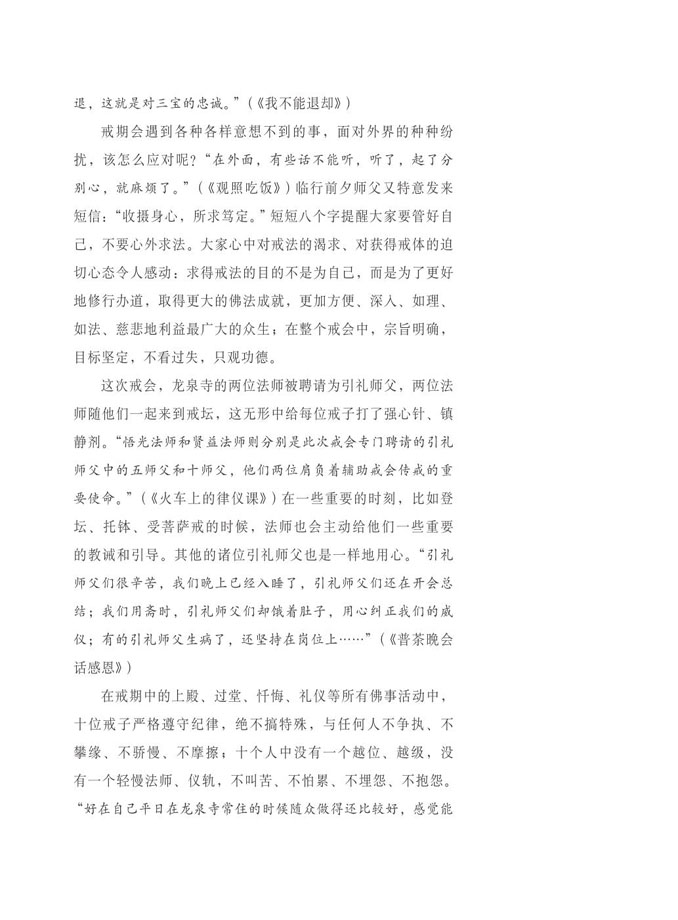 退，这就是对三宝的忠诚。”（《我不能退却》）
戒期会遇到各种各样意想不到的事，面对外界的种种纷
扰，该怎么应对呢？“在外面，有些话不能听，听了，起了分
别心，就麻烦了。”（《观照吃饭》）临行前夕师父又特意发来
短信：“收摄身心，所求笃定。”短短八个字提醒大家要管好自
己，不要心外求法。大家心中对戒法的渴求、对获得戒体的迫
切心态令人感动：求得戒法的目的不是为自己，而是为了更好
地修行办道，取得更大的佛法成就，更加方便、深入、如理、
如法、慈悲地利益最广大的众生；在整个戒会中，宗旨明确，
目标坚定，不看过失，只观功德。
这次戒会，龙泉寺的两位法师被聘请为引礼师父，两位法
师随他们一起来到戒坛，这无形中给每位戒子打了强心针、镇
静剂。“悟光法师和贤益法师则分别是此次戒会专门聘请的引礼
师父中的五师父和十师父，他们两位肩负着辅助戒会传戒的重
要使命。”（《火车上的律仪课》）在一些重要的时刻，比如登
坛、托钵、受菩萨戒的时候，法师也会主动给他们一些重要
的教诫和引导。其他的诸位引礼师父也是一样地用心。“引礼
师父们很辛苦，我们晚上已经入睡了，引礼师父们还在开会总
结；我们用斋时，引礼师父们却饿着肚子，用心纠正我们的威
仪；有的引礼师父生病了，还坚持在岗位上……”（《普茶晚会
话感恩》）
在戒期中的上殿、过堂、忏悔、礼仪等所有佛事活动中，
十位戒子严格遵守纪律，绝不搞特殊，与任何人不争执、不
攀缘、不骄慢、不摩擦；十个人中没有一个越位、越级，没
有一个轻慢法师、仪轨，不叫苦、不怕累、不埋怨、不抱怨。
“好在自己平日在龙泉寺常住的时候随众做得还比较好，感觉能